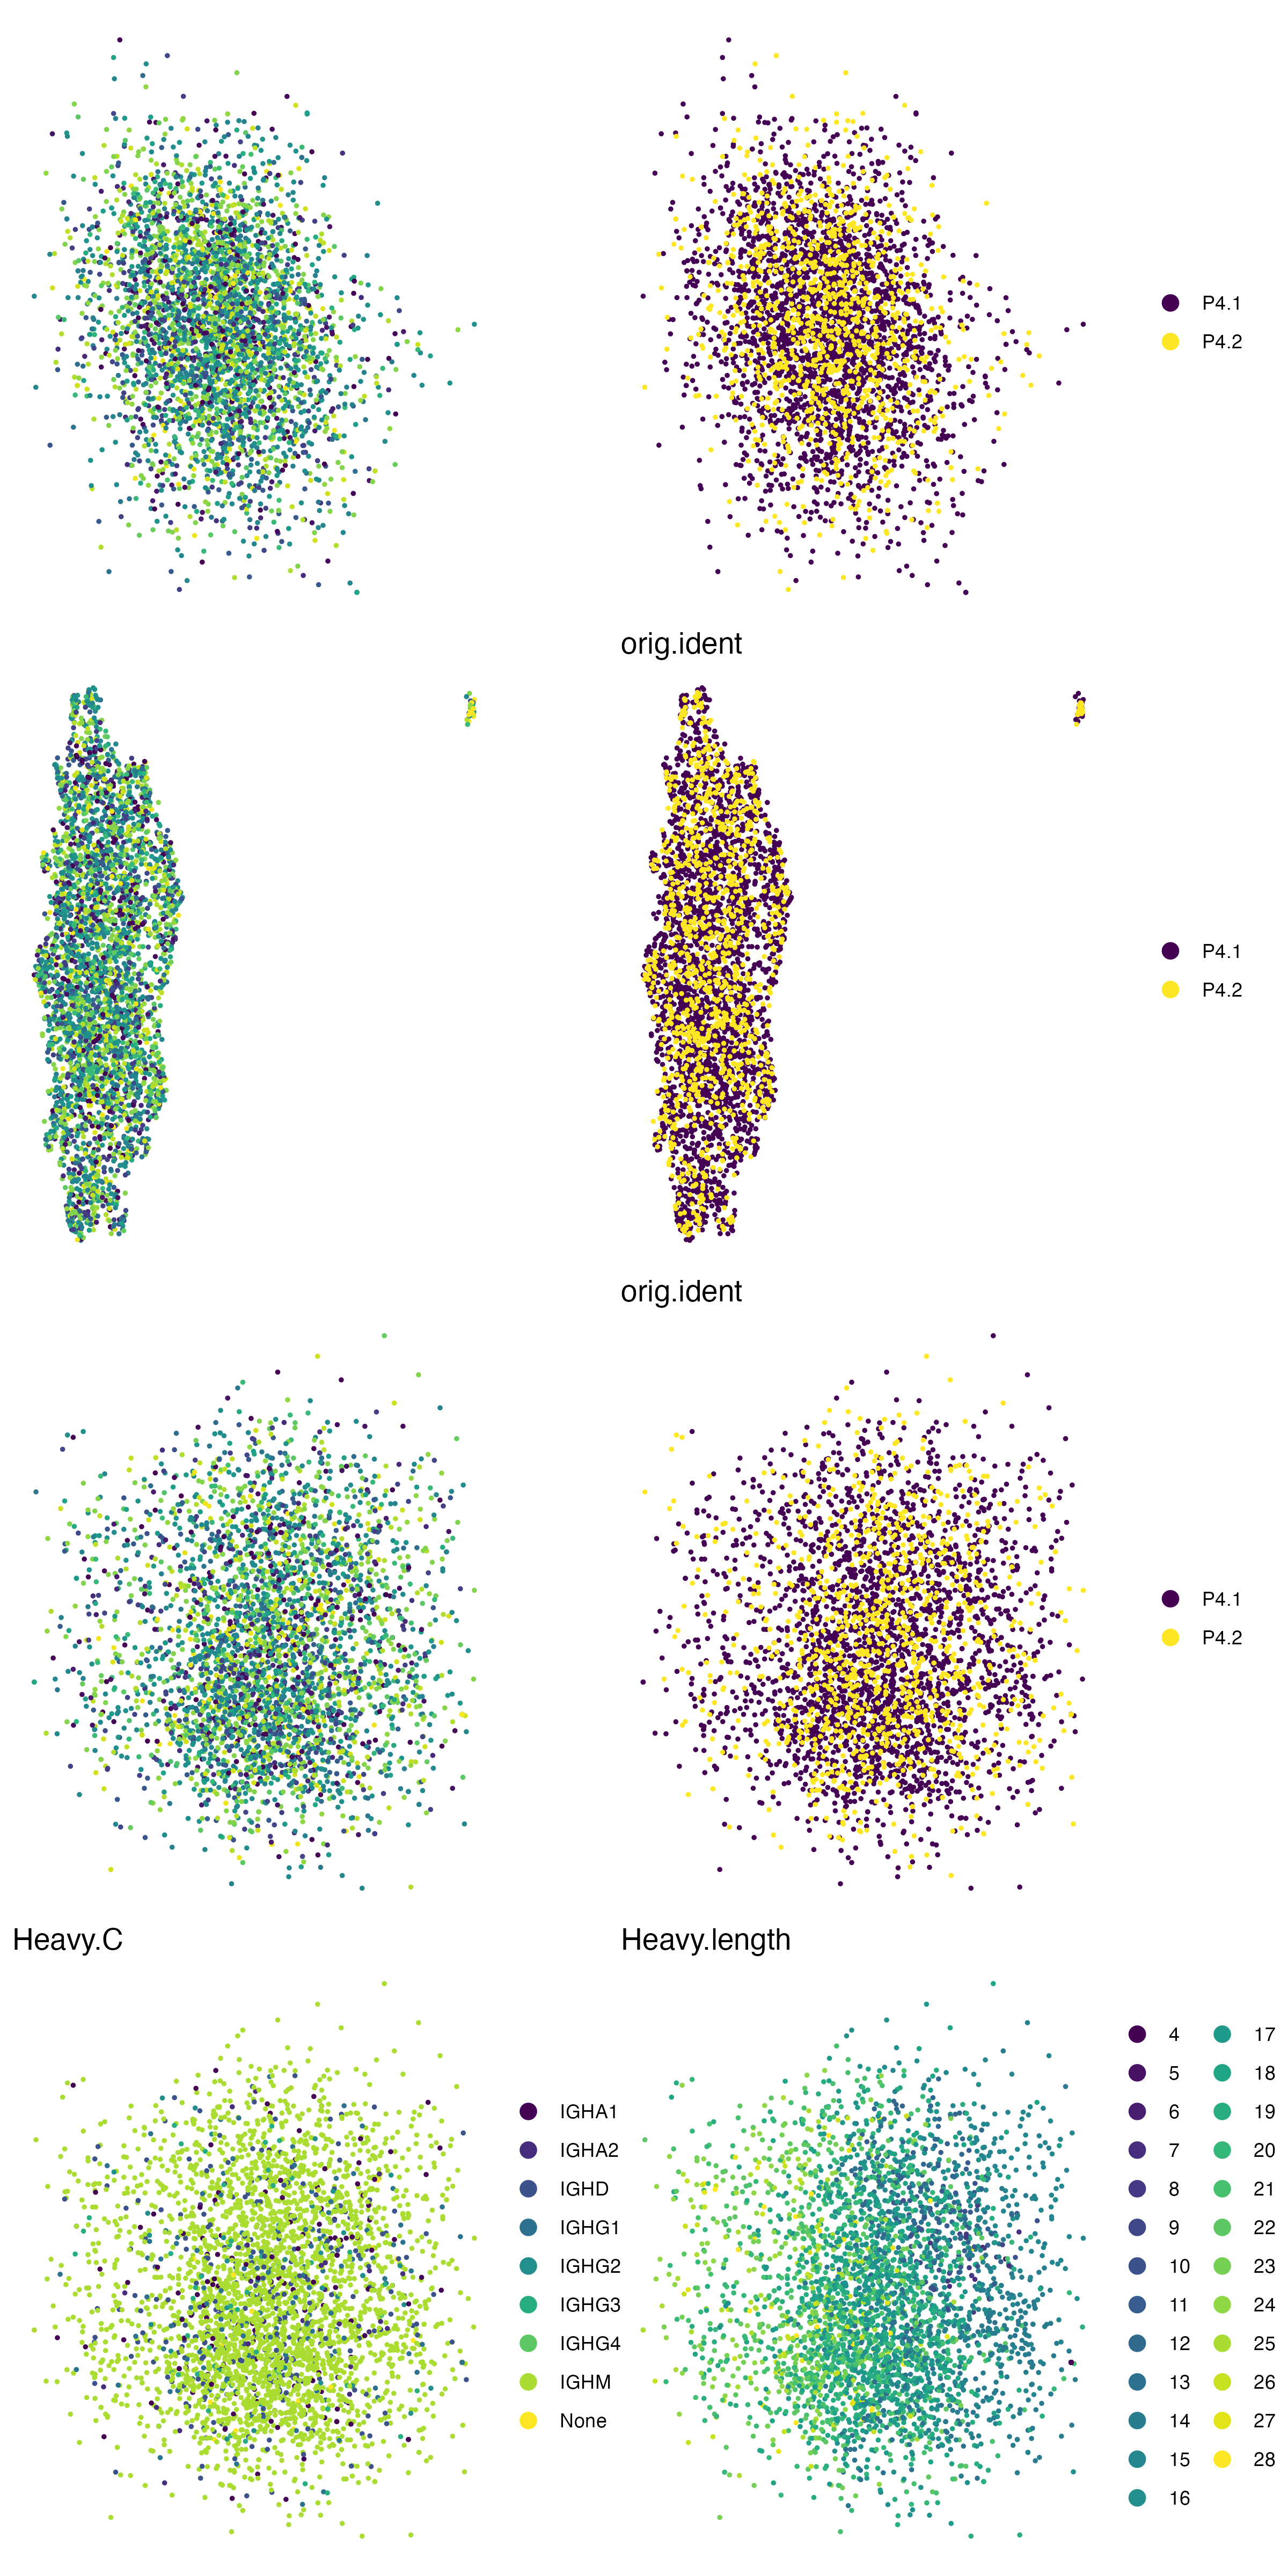 P4.1
P4.2
orig.ident
P4.1
P4.2
orig.ident
P4.1
P4.2
Heavy.C
IGHA1
IGHA2
IGHD
IGHG1
IGHG2
IGHG3
IGHG4
IGHM
None
Heavy.length
4 17
5 18
6 19
7 20
8 21
9 22
10 23
11 24
12 25
13 26
14 27
15 28
16